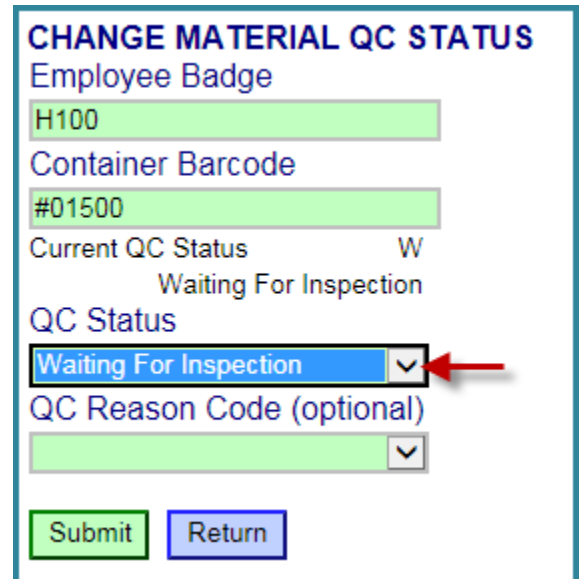 CHANGE MATERIAL QC STATUS
Employee Badge
H100
Container Barcode
#01500
Current QC Status W
Waiting For Inspection
QC Status
Waiting For Inspection
QC Reason Code (optional)
Submit Return